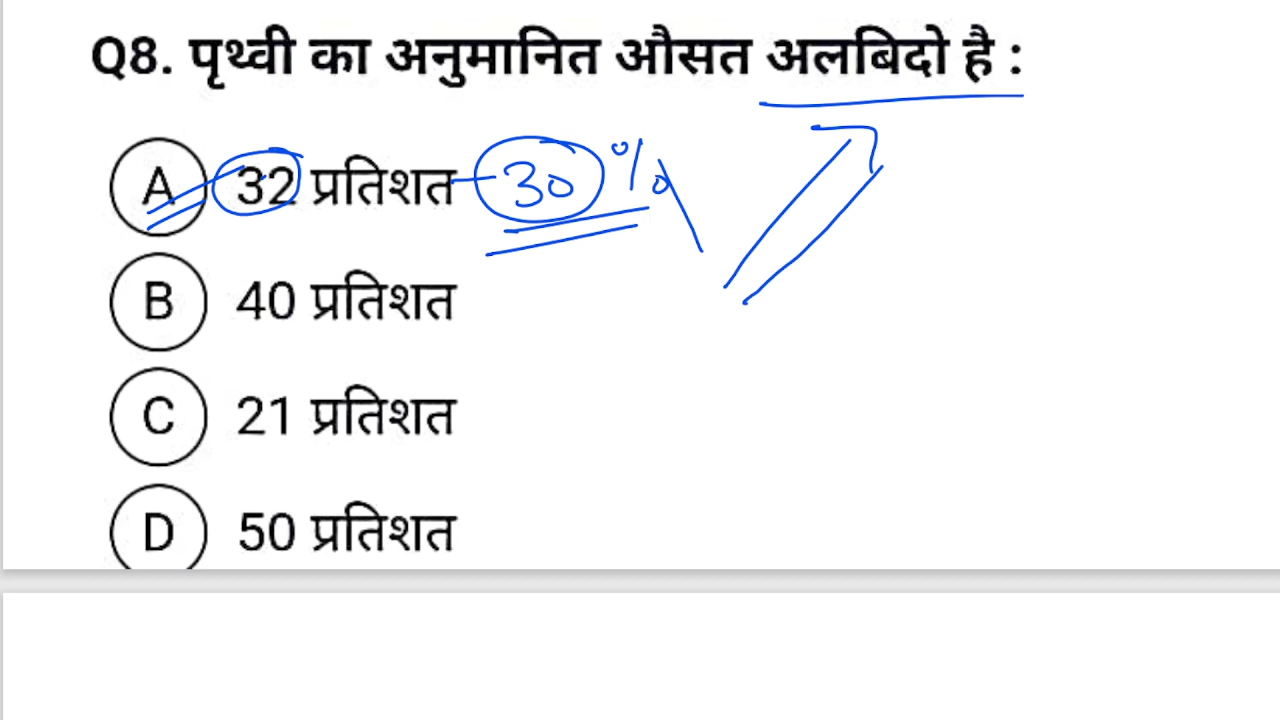 Q8. पृथ्वी का अनुमानित औसत अलबिदो है :
A 32 प्रतिशत 30 %
B 40 प्रतिशत
C 21 प्रतिशत
D 50 प्रतिशत